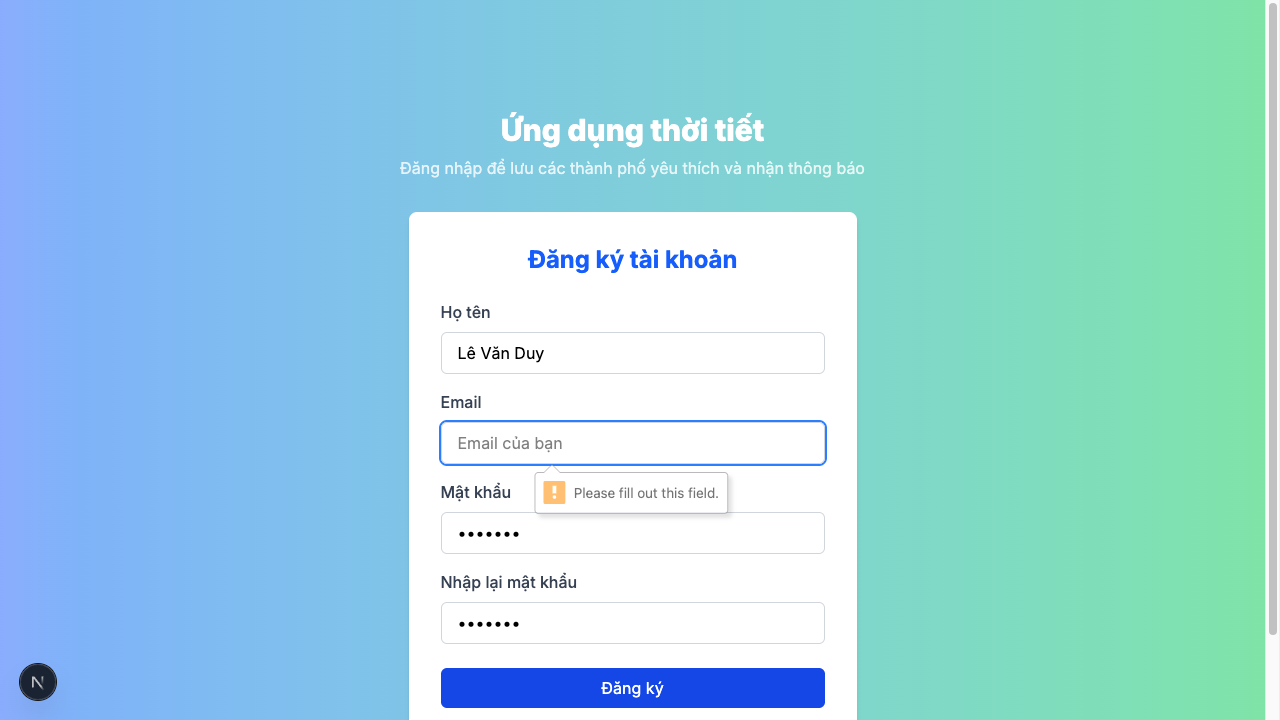 Ứng dụng thời tiết
Đăng nhập để lưu các thành phố yêu thích và nhận thông báo
Đăng ký tài khoản
Họ tên
Lê Văn Duy
Email
Email của bạn
Please fill out this field.
Mật khẩu
•••••••
Nhập lại mật khẩu
•••••••
Đăng ký
N